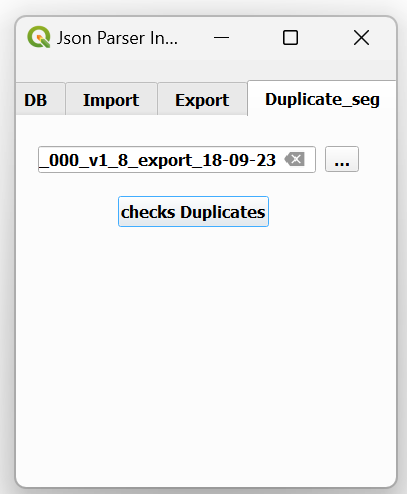 Json Parser In...
DB Import Export Duplicate_seg
_000_v1_8_export_18-09-23 ...
checks Duplicates